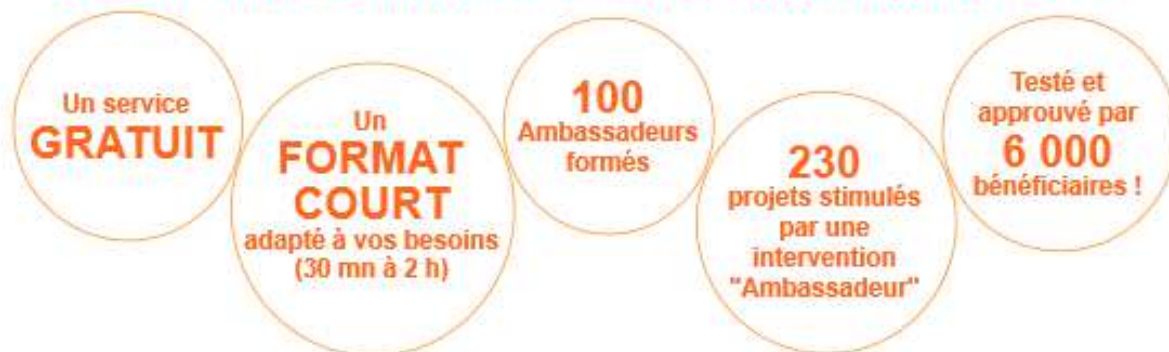 Un service
GRATUIT
Un
FORMAT
COURT
adapté à vos besoins
(30 mn à 2 h)
100
Ambassadeurs
formés
230
projets stimulés
par une
intervention
"Ambassadeur"
Testé et
approuvé par
6 000
bénéficiaires !